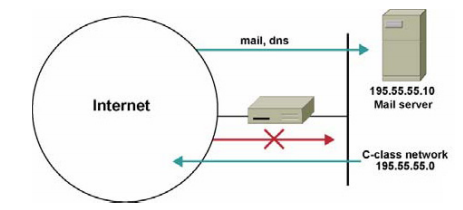 mail, dns
195.55.55.10
Mail server
Internet
C-class network
195.55.55.0